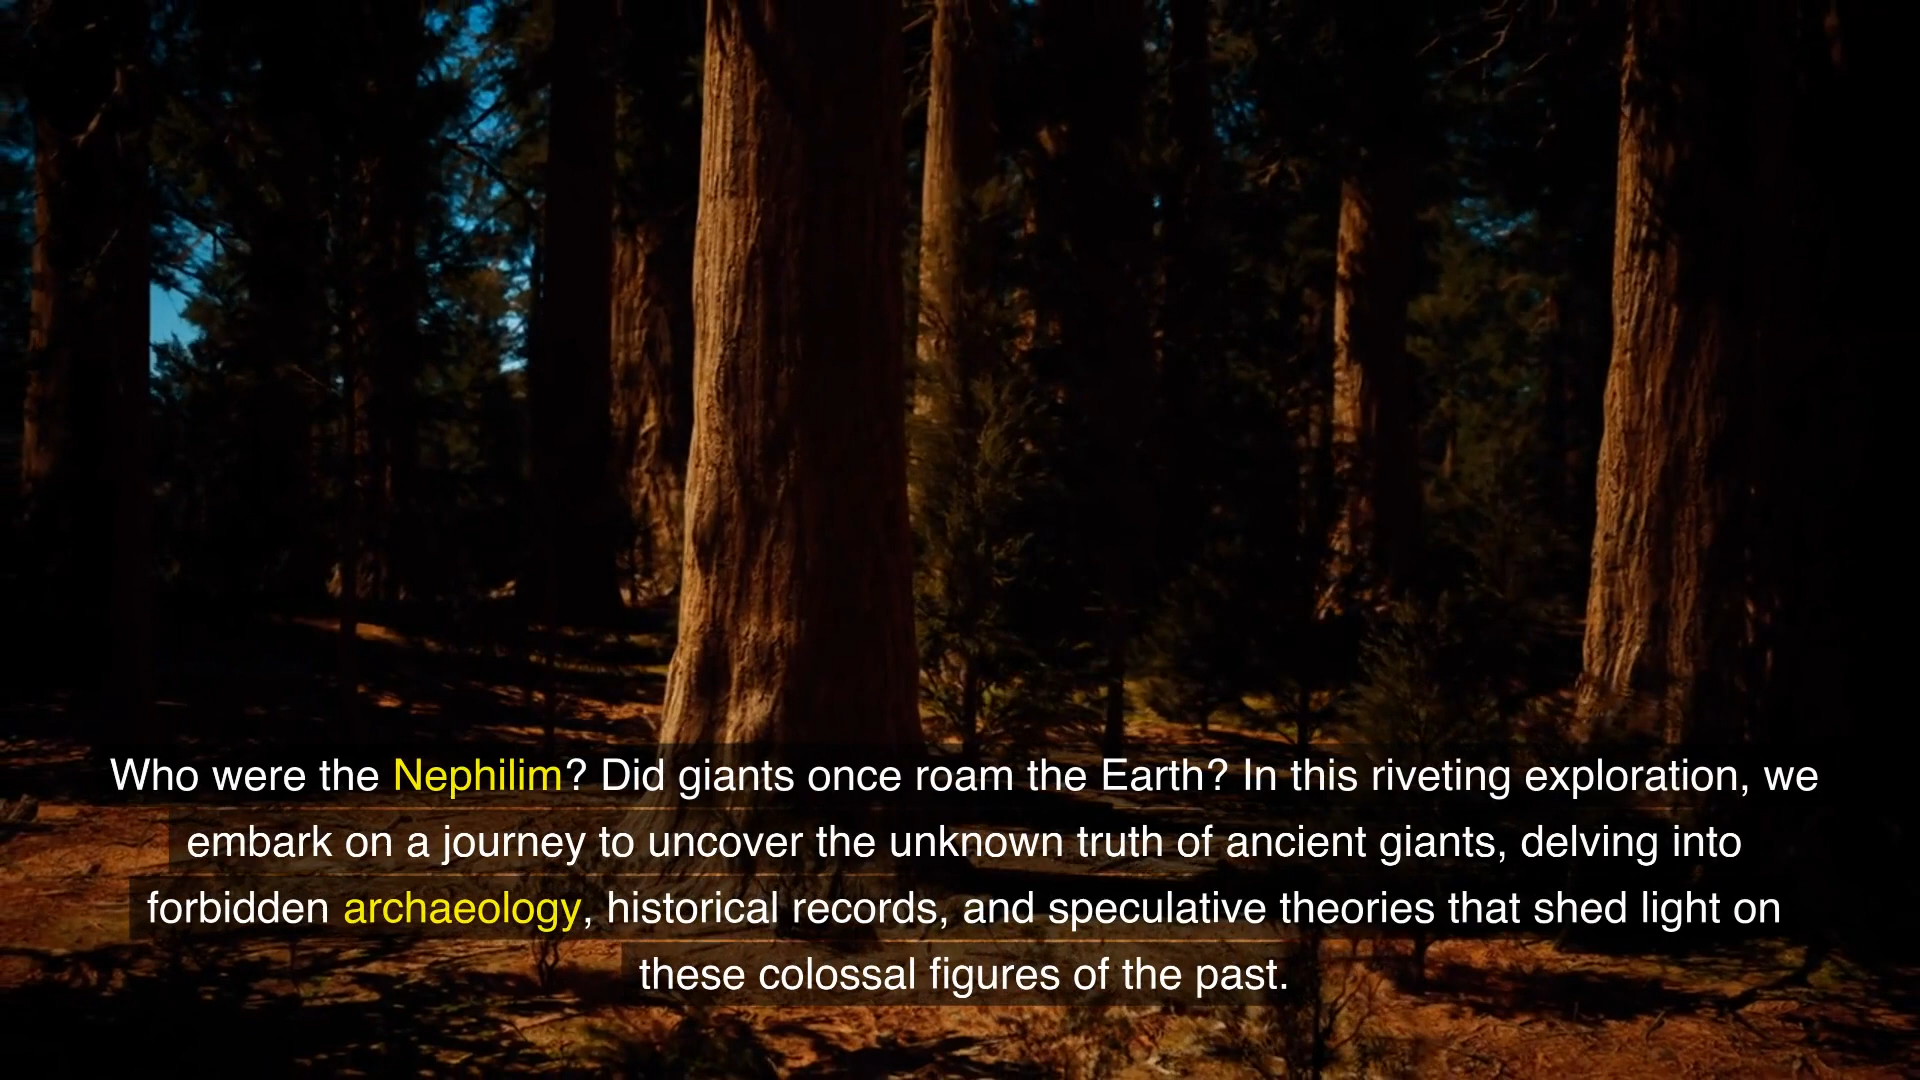 Who were the Nephilim? Did giants once roam the Earth? In this riveting exploration, we
embark on a journey to uncover the unknown truth of ancient giants, delving into
forbidden archaeology, historical records, and speculative theories that shed light on
these colossal figures of the past.